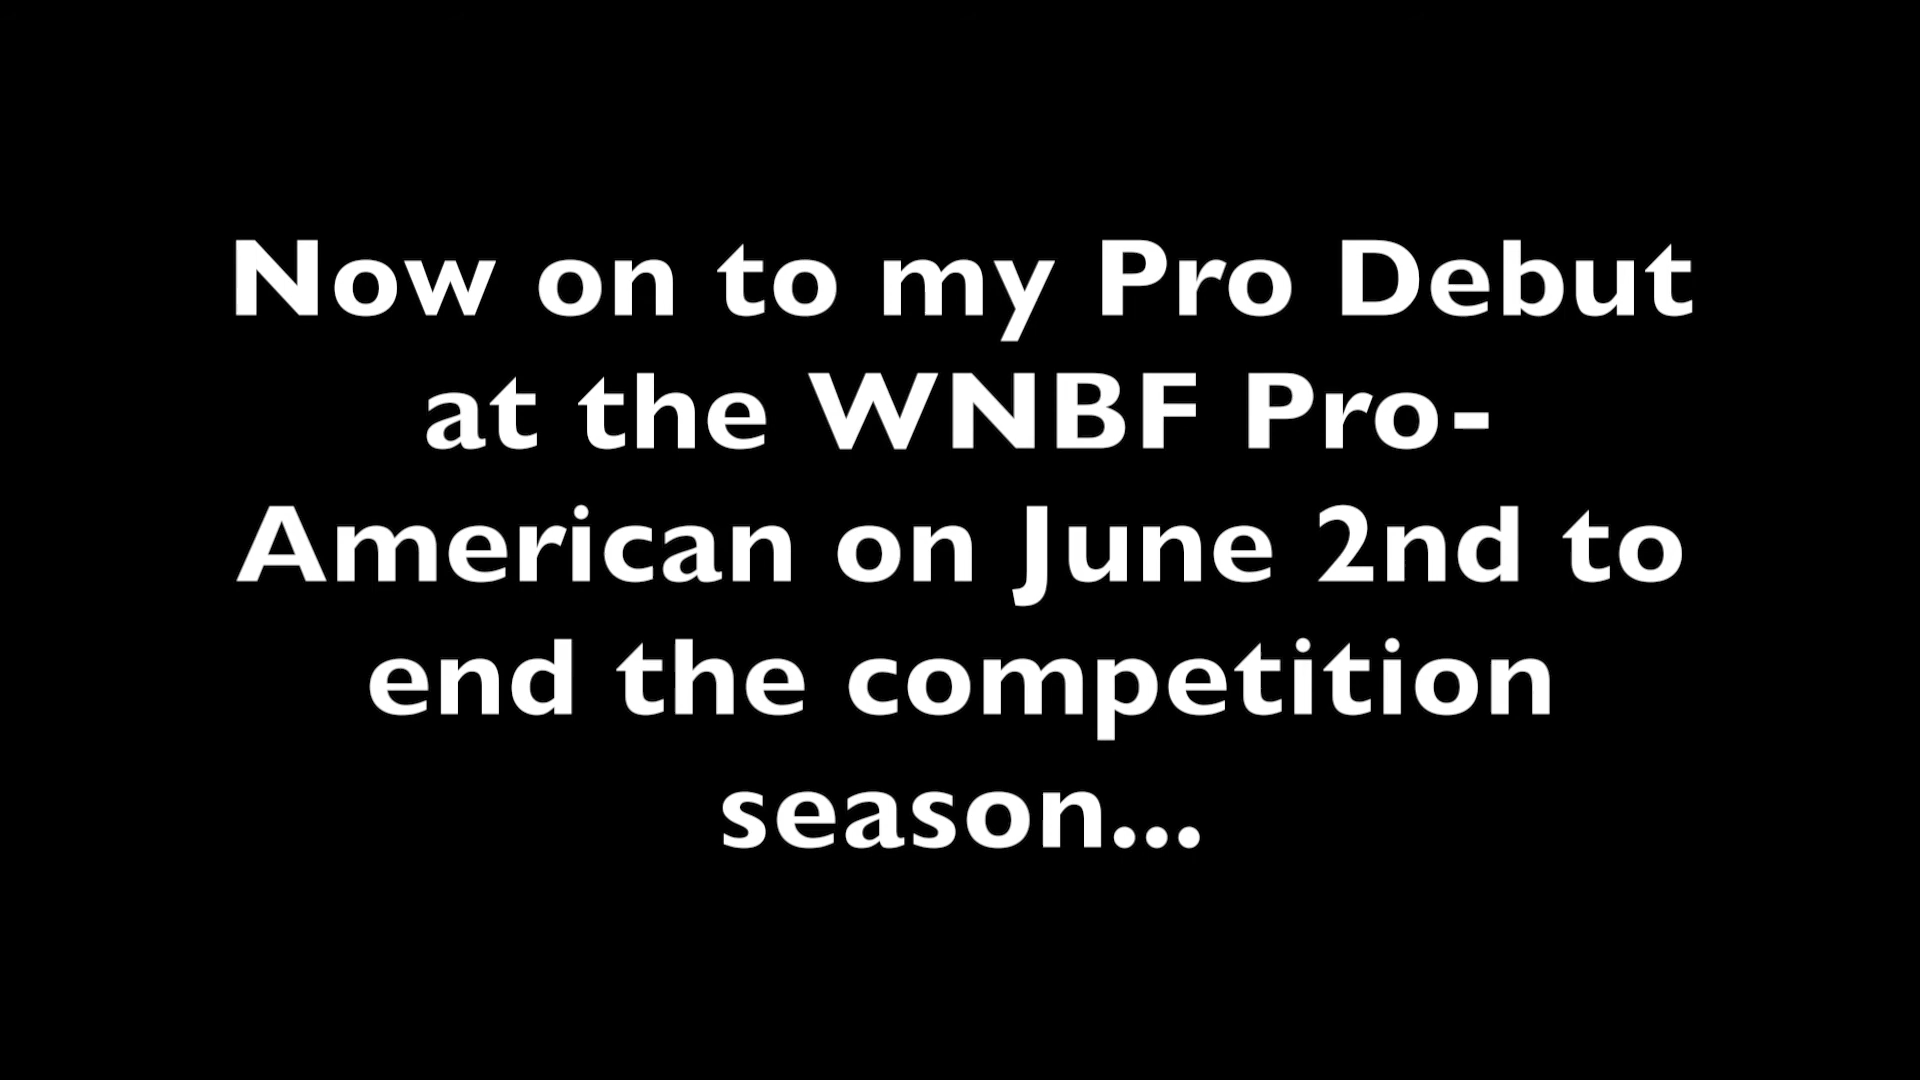 Now on to my Pro Debut
at the WNBF Pro-
American on June 2nd to
end the competition
season...